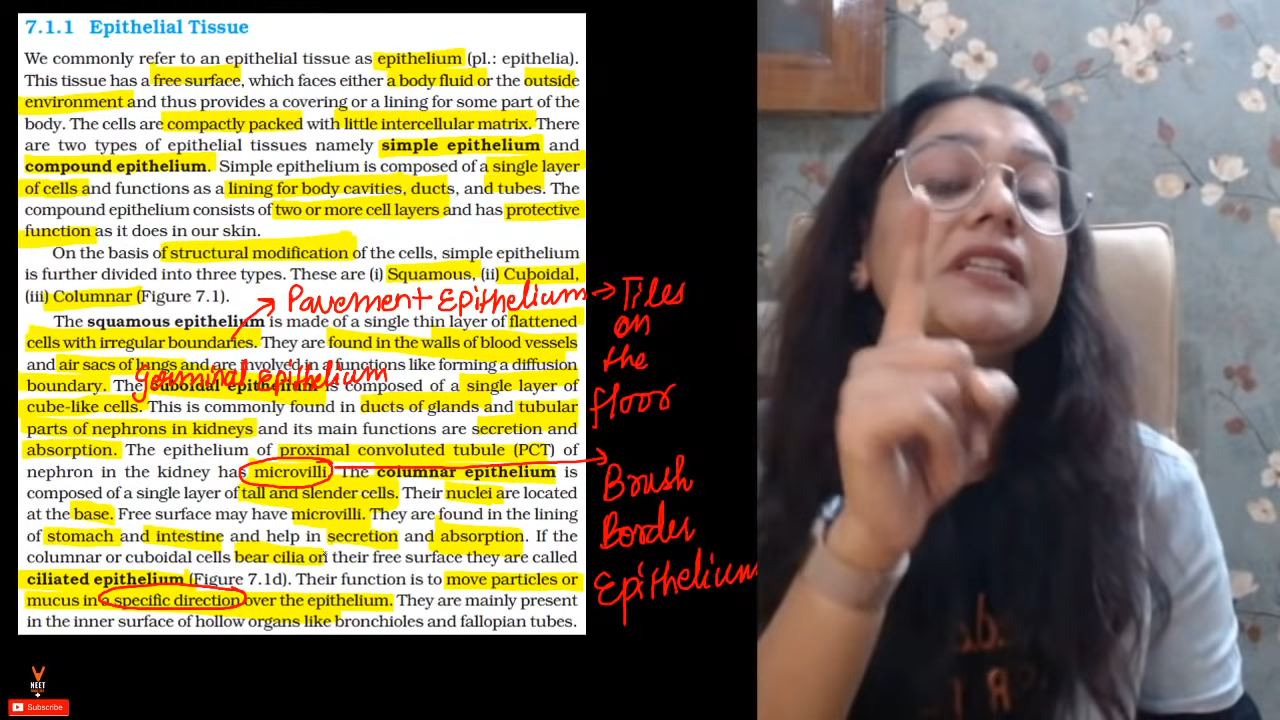 7.1.1 Epithelial Tissue
We commonly refer to an epithelial tissue as epithelium (pl.: epithelia).
This tissue has a free surface, which faces either a body fluid or the outside
environment and thus provides a covering or a lining for some part of the
body. The cells are compactly packed with little intercellular matrix. There
are two types of epithelial tissues namely simple epithelium and
compound epithelium. Simple epithelium is composed of a single layer
of cells and functions as a lining for body cavities, ducts, and tubes. The
compound epithelium consists of two or more cell layers and has protective
function as it does in our skin.
On the basis of structural modification of the cells, simple epithelium
is further divided into three types. These are (i) Squamous, (ii) Cuboidal,
(iii) Columnar (Figure 7.1).
Pavement Epithelium → Tiles
on
the
floor
The squamous epithelium is made of a single thin layer of flattened
cells with irregular boundaries. They are found in the walls of blood vessels
and air sacs of lungs and are involved in a functions like forming a diffusion
Germinal epithelium
boundary. The cuboidal epithelium is composed of a single layer of
cube-like cells. This is commonly found in ducts of glands and tubular
parts of nephrons in kidneys and its main functions are secretion and
absorption. The epithelium of proximal convoluted tubule (PCT) of
nephron in the kidney has microvilli. The columnar epithelium is
composed of a single layer of tall and slender cells. Their nuclei are located
at the base. Free surface may have microvilli. They are found in the lining
of stomach and intestine and help in secretion and absorption. If the
columnar or cuboidal cells bear cilia on their free surface they are called
ciliated epithelium (Figure 7.1d). Their function is to move particles or
mucus in a specific direction over the epithelium. They are mainly present
in the inner surface of hollow organs like bronchioles and fallopian tubes.
Brush
Border
Epithelium
NEET
Subscribe